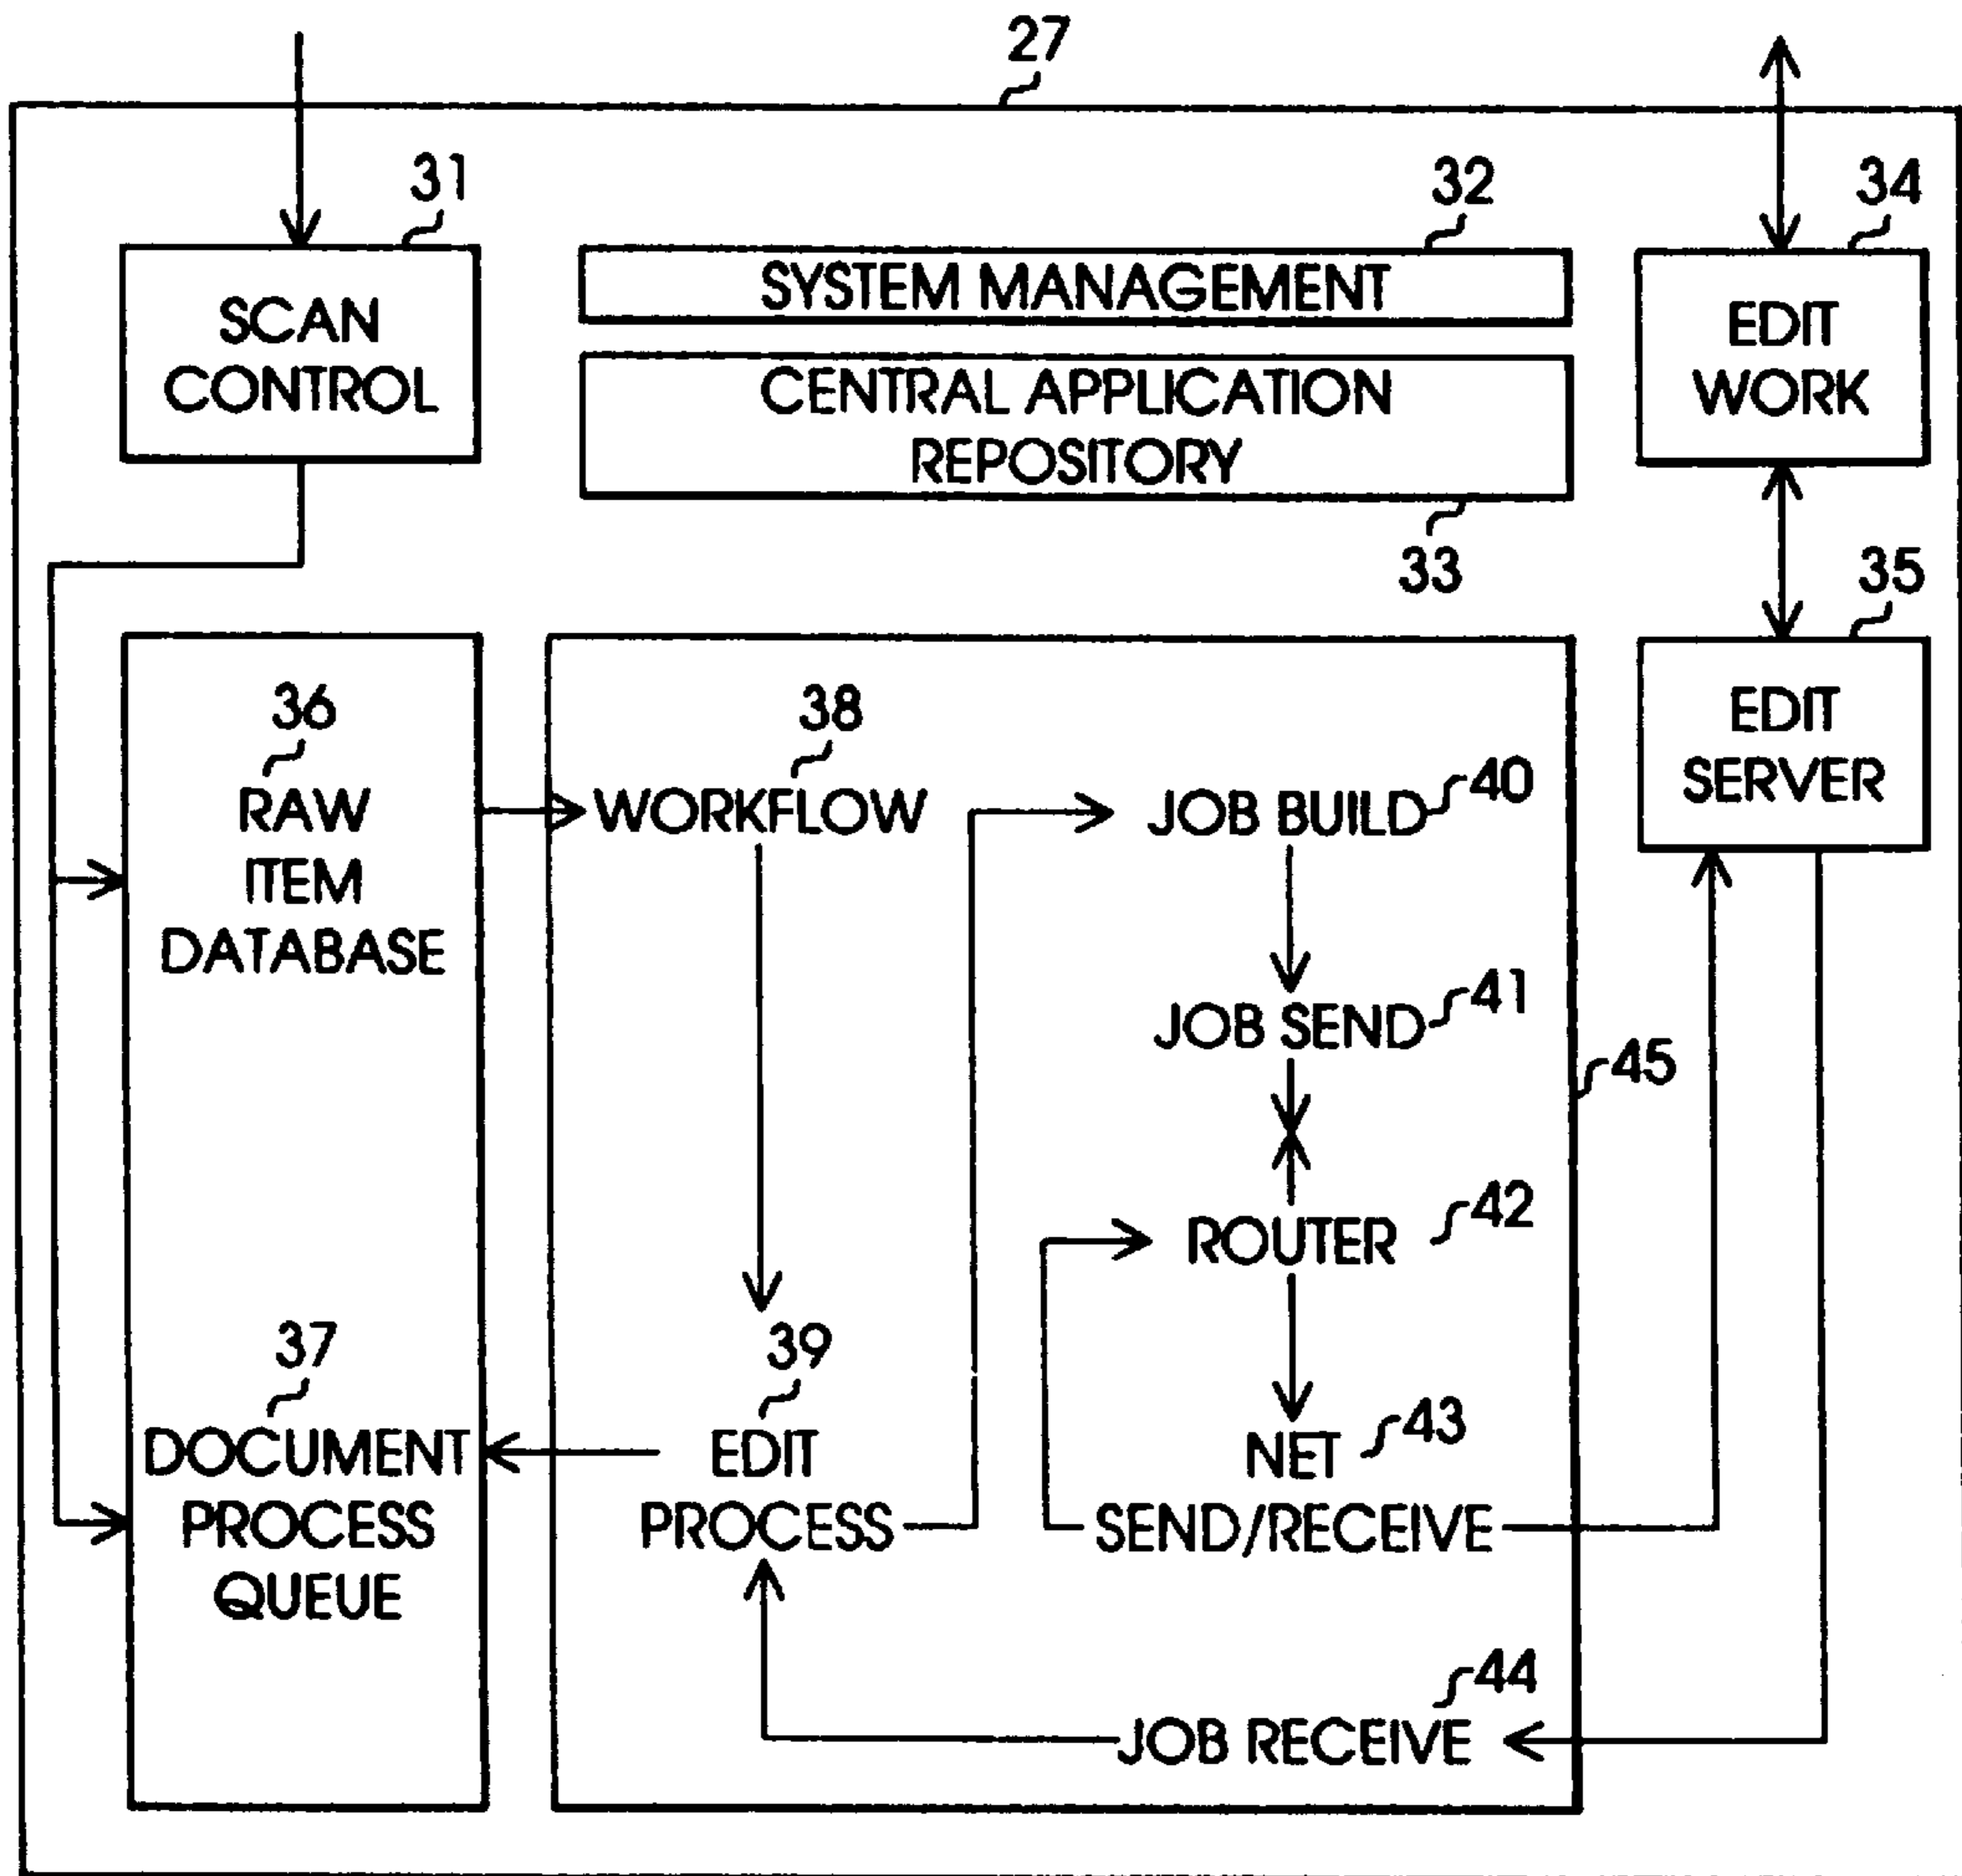 27
31
32
34
SCAN
CONTROL
SYSTEM MANAGEMENT
EDIT
WORK
CENTRAL APPLICATION
REPOSITORY
33
35
36
RAW
ITEM
DATABASE
38
WORKFLOW
JOB BUILD 40
EDIT
SERVER
JOB SEND 41
45
ROUTER 42
37
DOCUMENT
PROCESS
QUEUE
39
EDIT
PROCESS
NET 43
SEND/RECEIVE
44
JOB RECEIVE